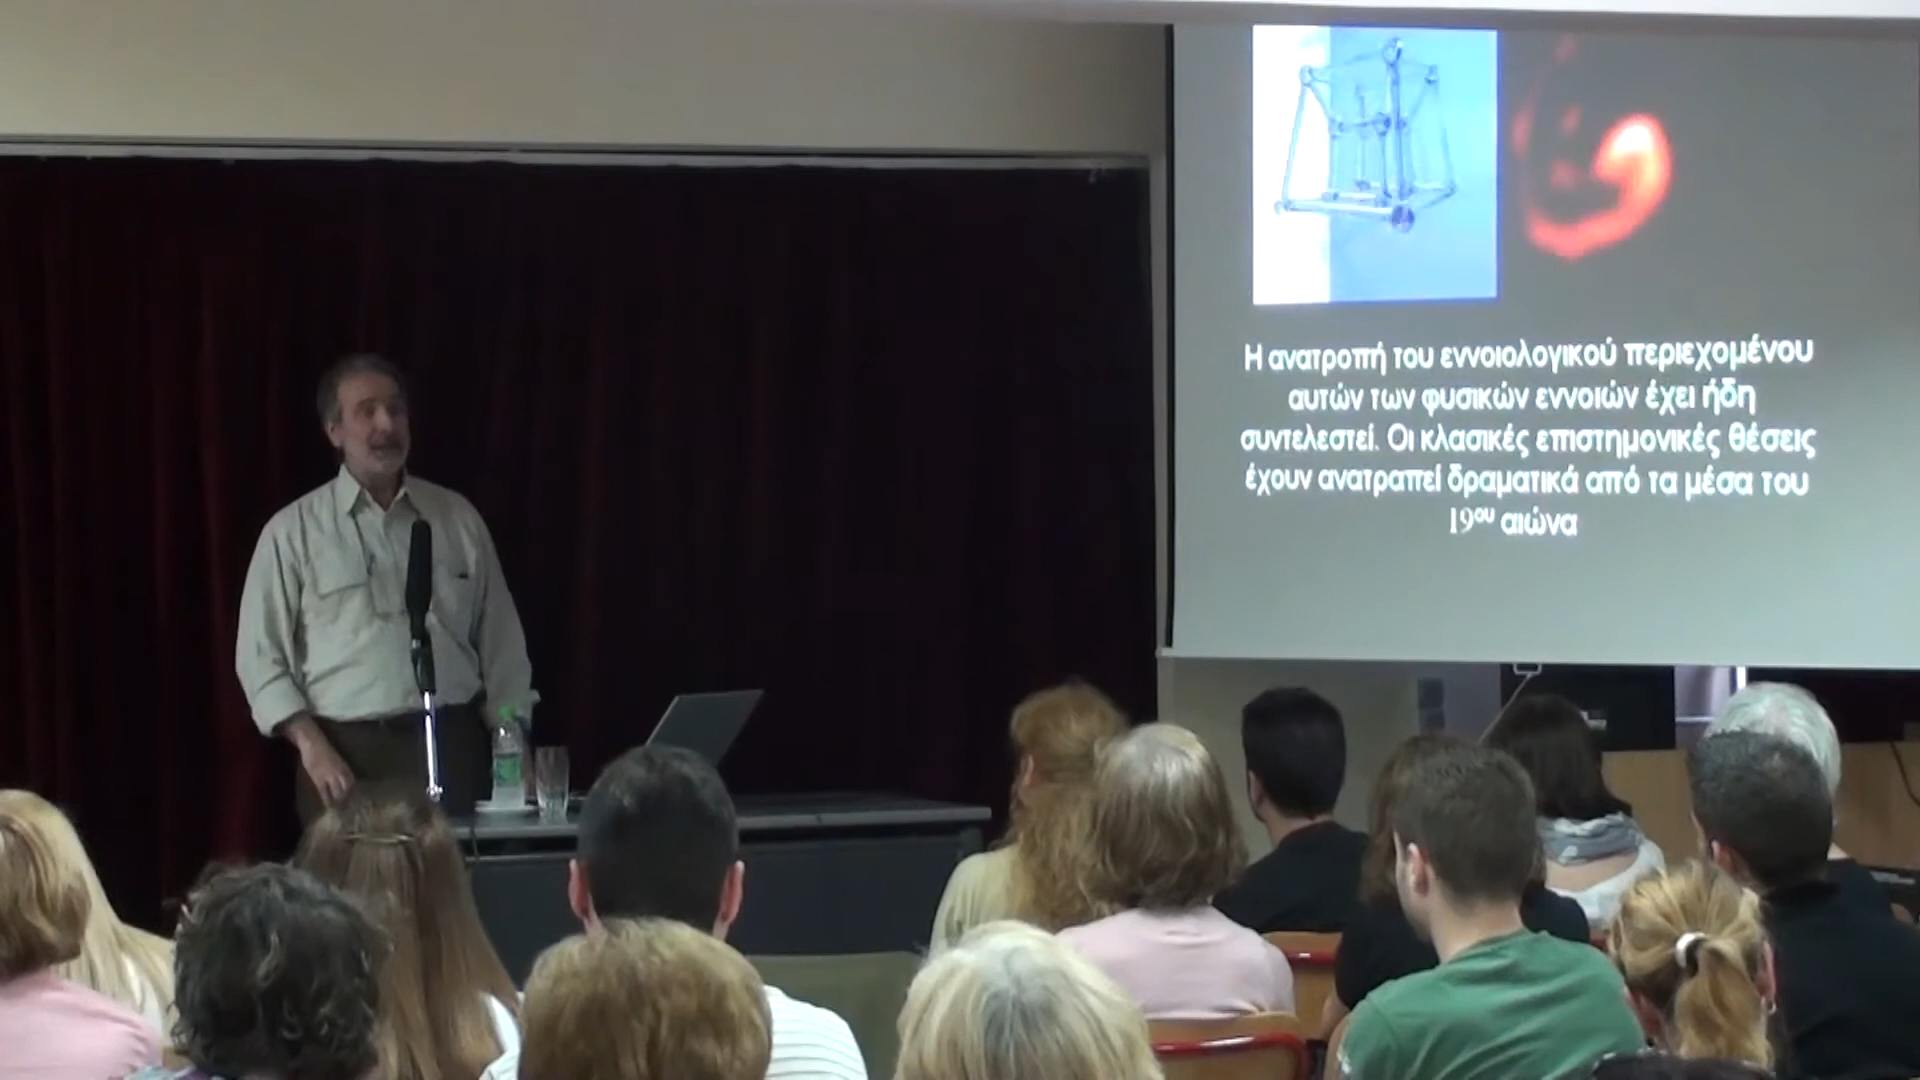 Η ανατροπή του εννοιολογικού περιεχομένου
αυτών των φυσικών εννοιών έχει ήδη
συντελεστεί. Οι κλασικές επιστημονικές θέσεις
έχουν ανατραπεί δραματικά από τα μέσα του
19ου αιώνα